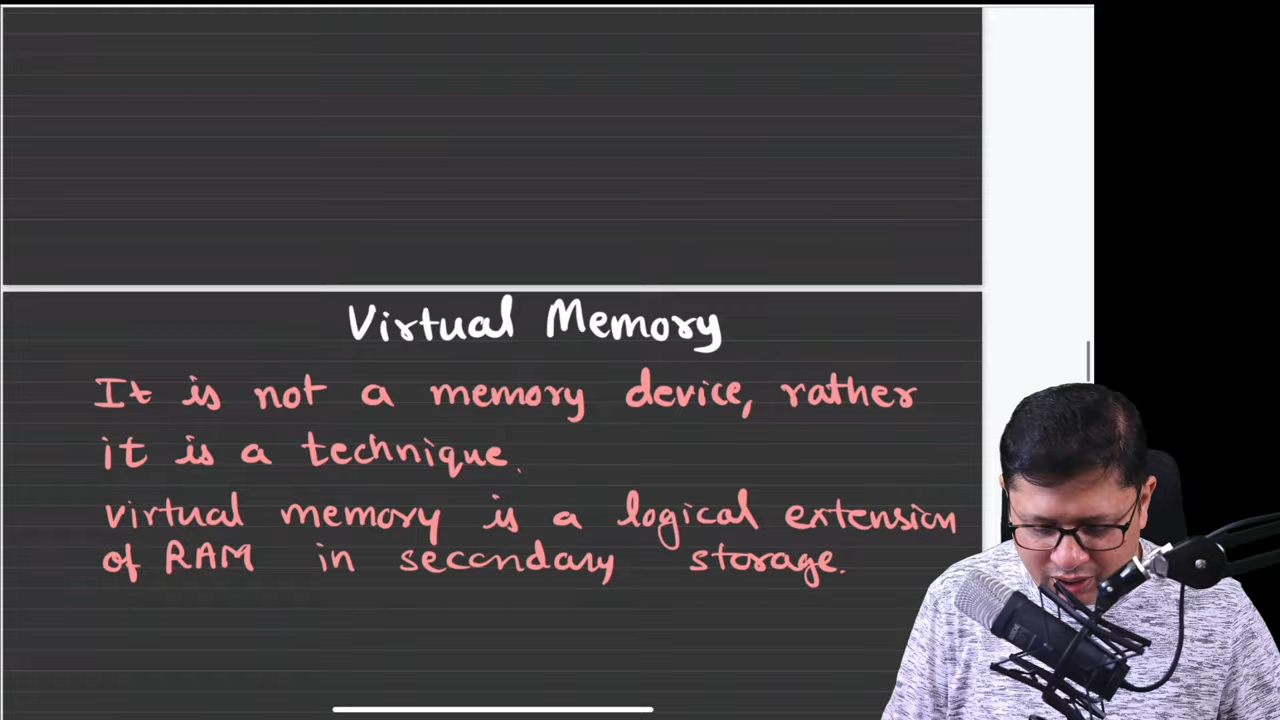 Virtual Memory
It is not a memory device, rather
it is a technique.
virtual memory is a logical extension
of RAM in secondary storage.